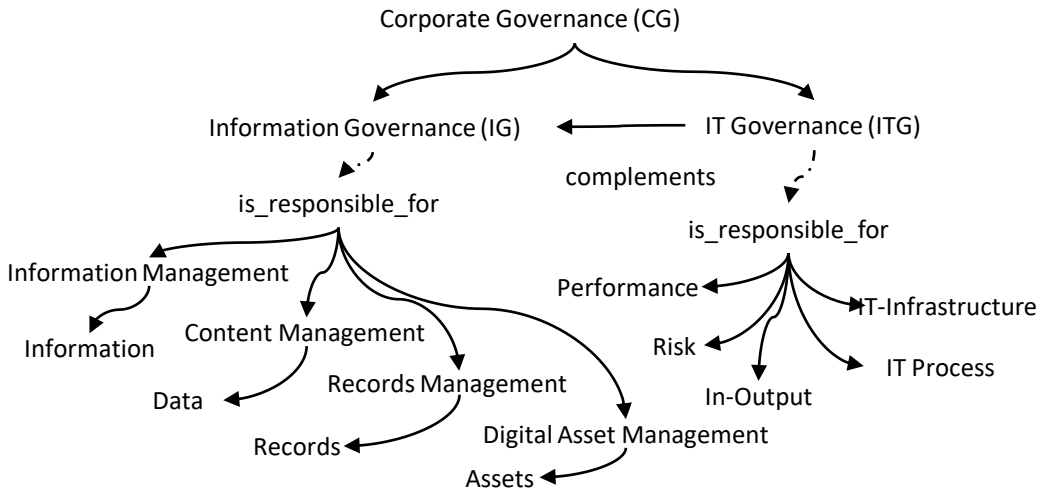 Corporate Governance (CG)
Information Governance (IG)
IT Governance (ITG)
complements
is_responsible_for
is_responsible_for
Information Management
Performance
IT-Infrastructure
Content Management
Information
Risk
IT Process
Records Management
Data
In-Output
Digital Asset Management
Records
Assets